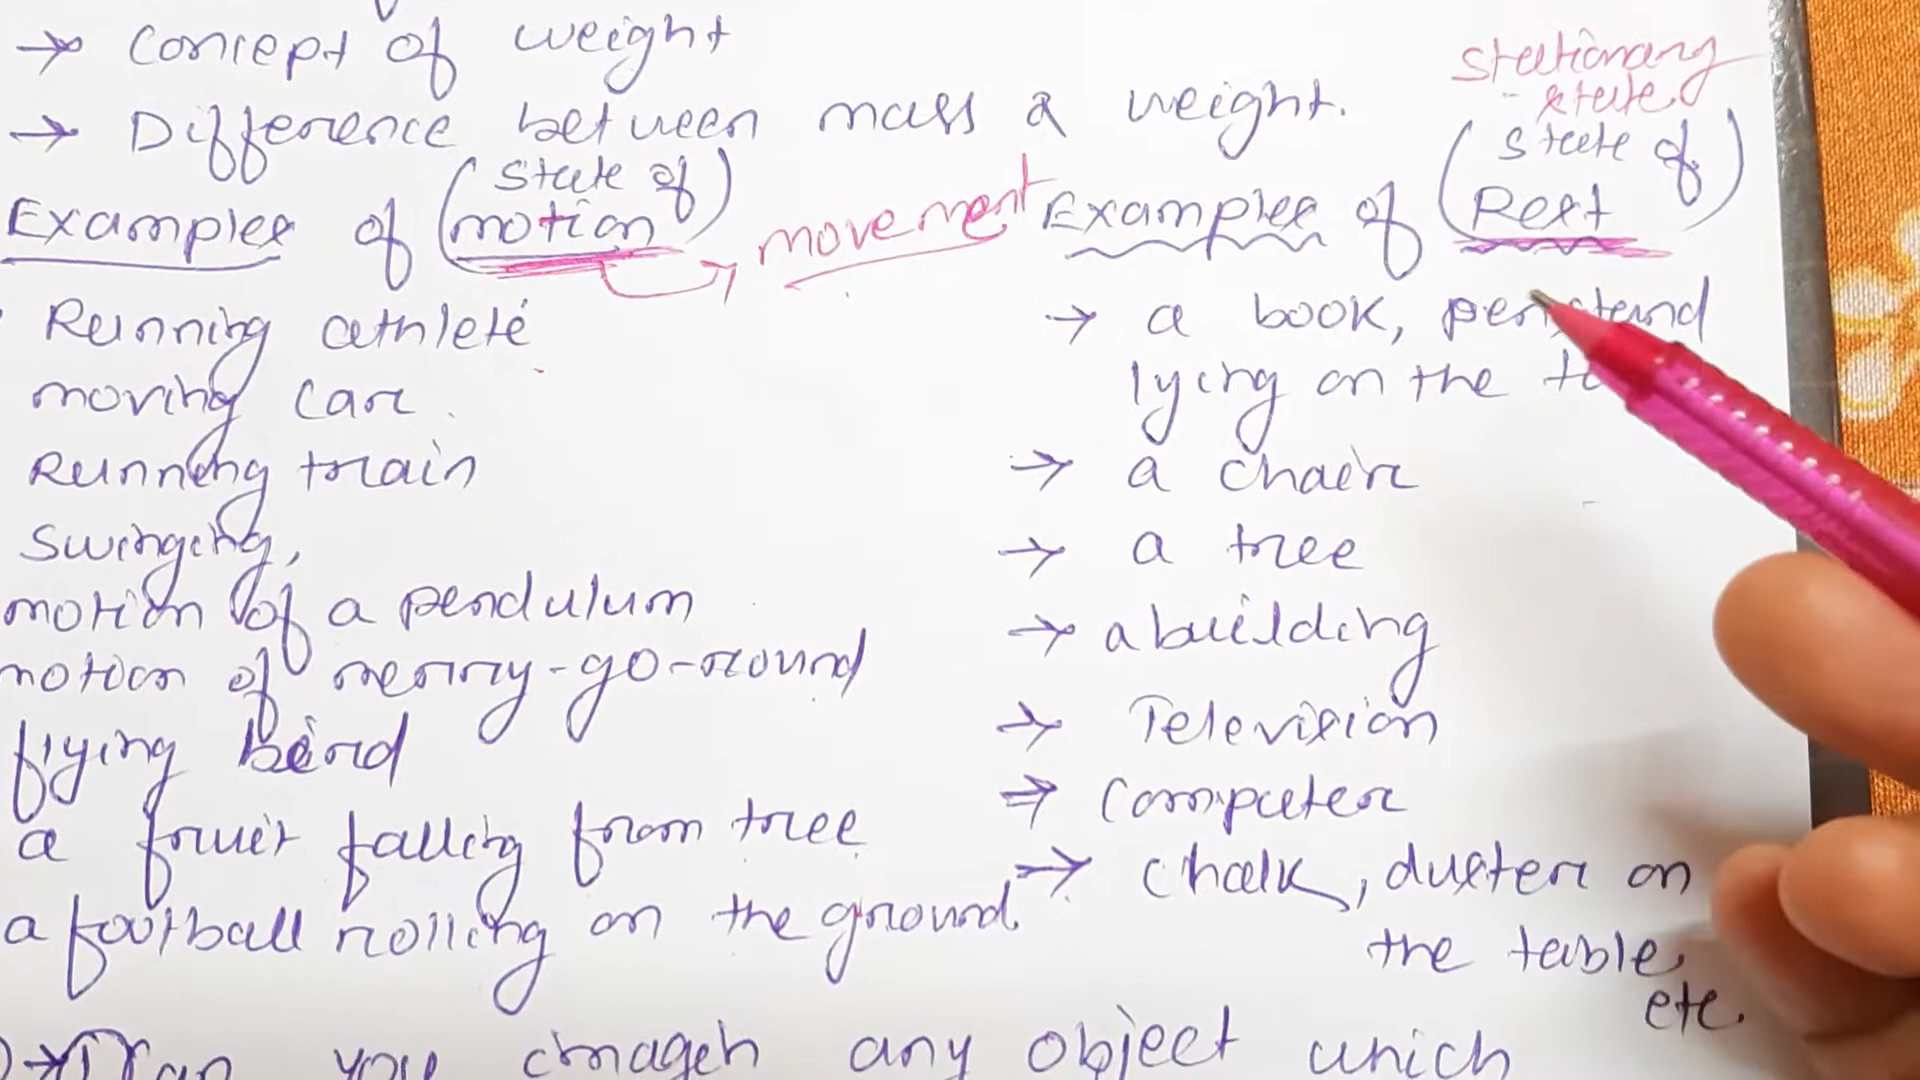 → Concept of weight
→ Difference between mass & weight.
Examples of (state of motion) → movement
Running athlete
moving car.
Running train
Swinging,
motion of a pendulum
motion of merry-go-round
flying bird
a fruit falling from tree
a football rolling on the ground.
stationary
state
Examples of (state of Rest)
→ a book, pen stand
lying on the
→ a chair
→ a tree
→ a building
→ Television
→ Computer
→ chalk, duster on
the table,
etc.
you any object which